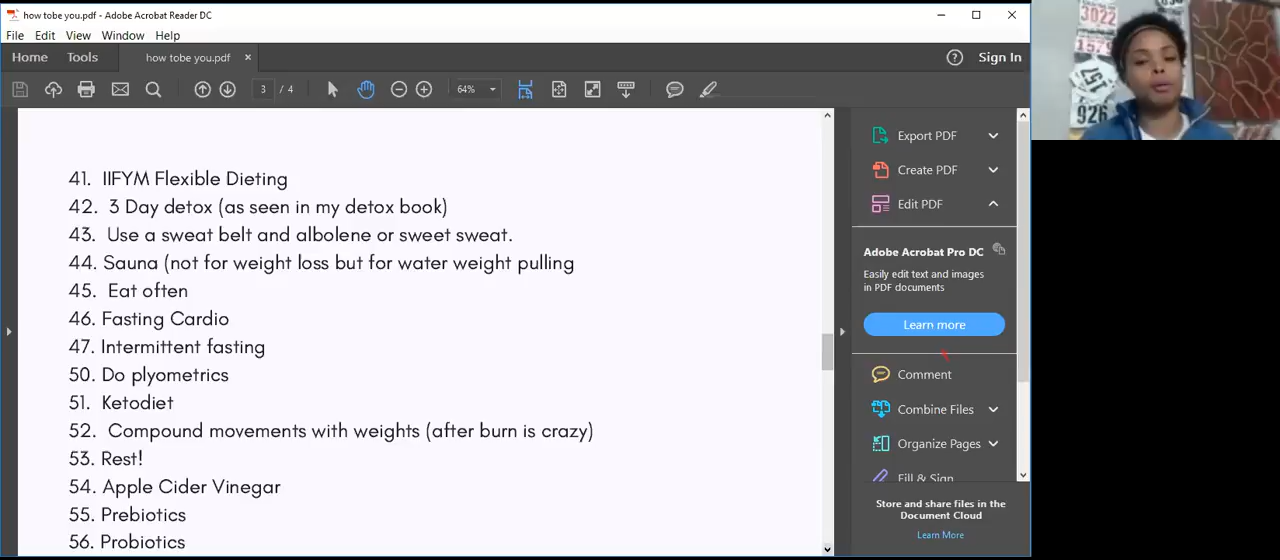 how tobe you.pdf - Adobe Acrobat Reader DC
File Edit View Window Help
Home Tools how tobe you.pdf × Sign In
3 / 4 64%
41. IIFYM Flexible Dieting
42. 3 Day detox (as seen in my detox book)
43. Use a sweat belt and albolene or sweet sweat.
44. Sauna (not for weight loss but for water weight pulling
45. Eat often
46. Fasting Cardio
47. Intermittent fasting
50. Do plyometrics
51. Ketodiet
52. Compound movements with weights (after burn is crazy)
53. Rest!
54. Apple Cider Vinegar
55. Prebiotics
56. Probiotics
Export PDF
Create PDF
Edit PDF
Adobe Acrobat Pro DC
Easily edit text and images
in PDF documents
Learn more
Comment
Combine Files
Organize Pages
Fill & Sign
Store and share files in the
Document Cloud
Learn More
3022
1579
157
926